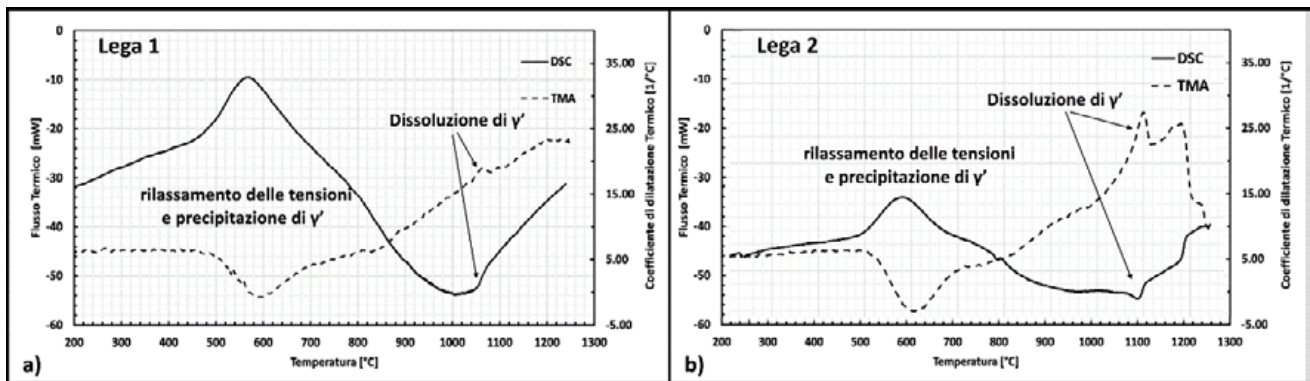 Lega 1
DSC
TMA
Dissoluzione di γ'
rilassamento delle tensioni
e precipitazione di γ'
Flusso Termico [mW]
0
-10
-20
-30
-40
-50
-60
Coefficiente di dilatazione Termico [1/°C]
35.00
25.00
15.00
5.00
-5.00
200 300 400 500 600 700 800 900 1000 1100 1200 1300
Temperatura [°C]
a)
Lega 2
DSC
TMA
Dissoluzione di γ'
rilassamento delle tensioni
e precipitazione di γ'
Flusso Termico [mW]
0
-10
-20
-30
-40
-50
-60
Coefficiente di dilatazione Termico [1/°C]
35.00
25.00
15.00
5.00
-5.00
200 300 400 500 600 700 800 900 1000 1100 1200 1300
Temperatura [°C]
b)